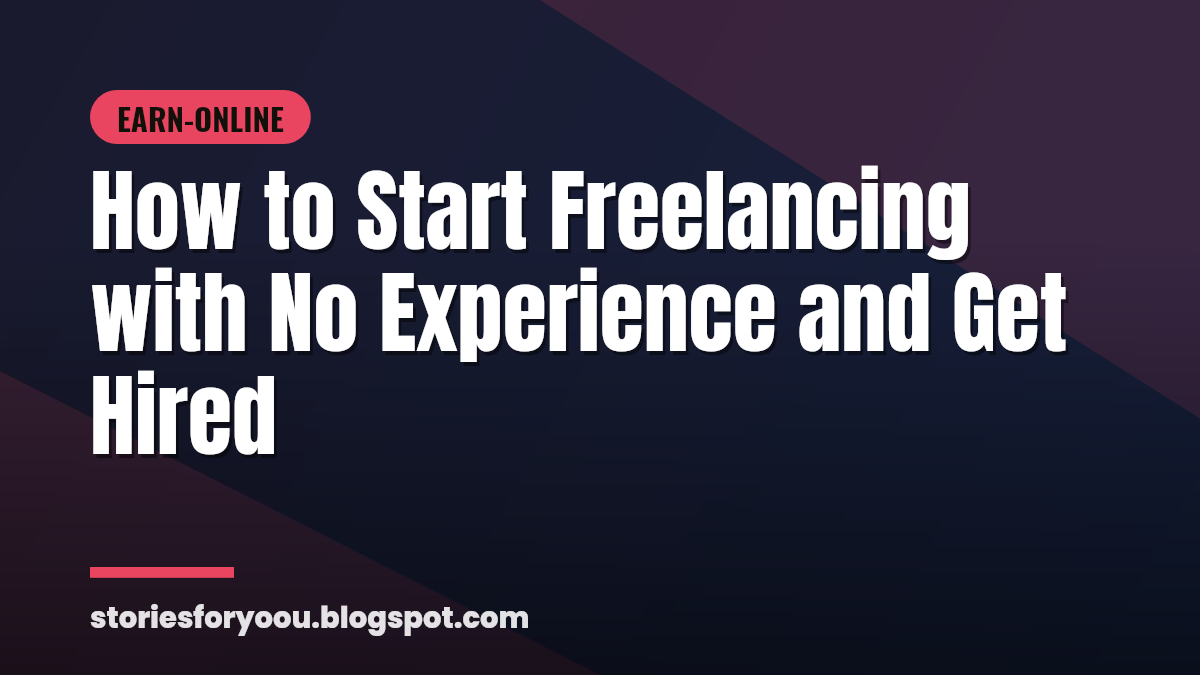 EARN-ONLINE
How to Start Freelancing
with No Experience and Get
Hired
storiesforyoou.blogspot.com